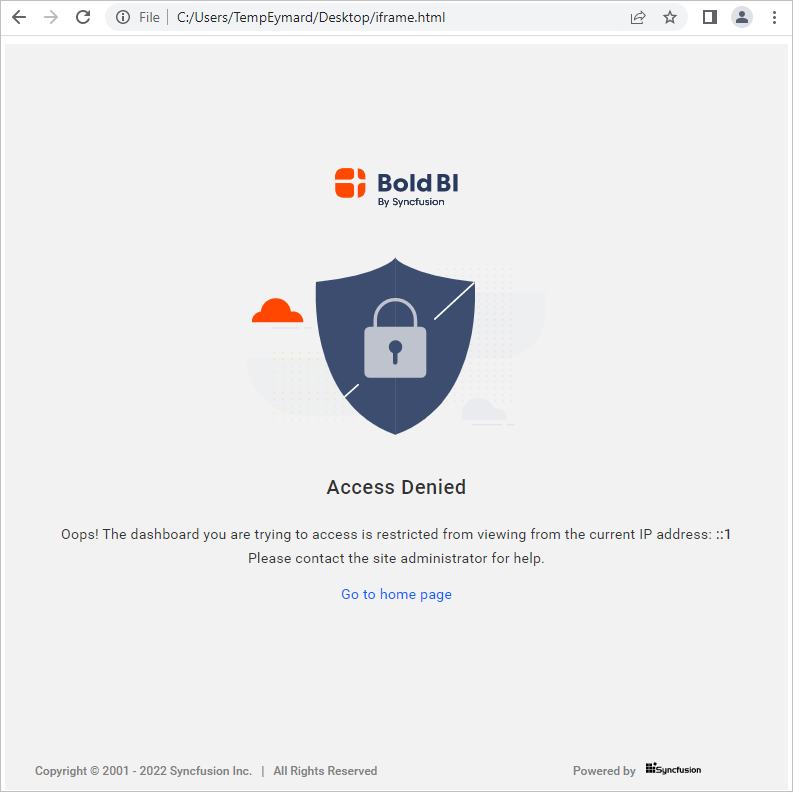 File | C:/Users/TempEymard/Desktop/iframe.html
Bold BI
By Syncfusion
Access Denied
Oops! The dashboard you are trying to access is restricted from viewing from the current IP address: ::1
Please contact the site administrator for help.
Go to home page
Copyright © 2001 - 2022 Syncfusion Inc. | All Rights Reserved
Powered by Syncfusion